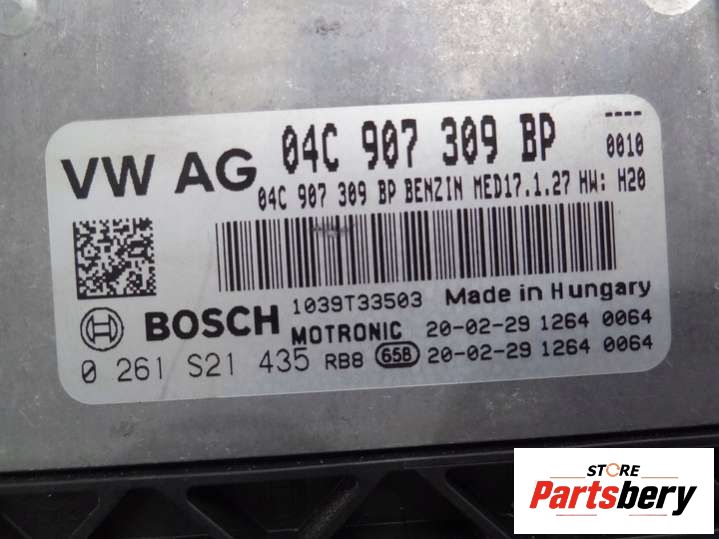 VW AG 04C 907 309 BP ----
0010
04C 907 309 BP BENZIN MED17.1.27 HW: H20
1039T33503 Made in Hungary
BOSCH MOTRONIC 20-02-29 1264 0064
0 261 S21 435 RB8 658 20-02-29 1264 0064
STORE
Partsbery